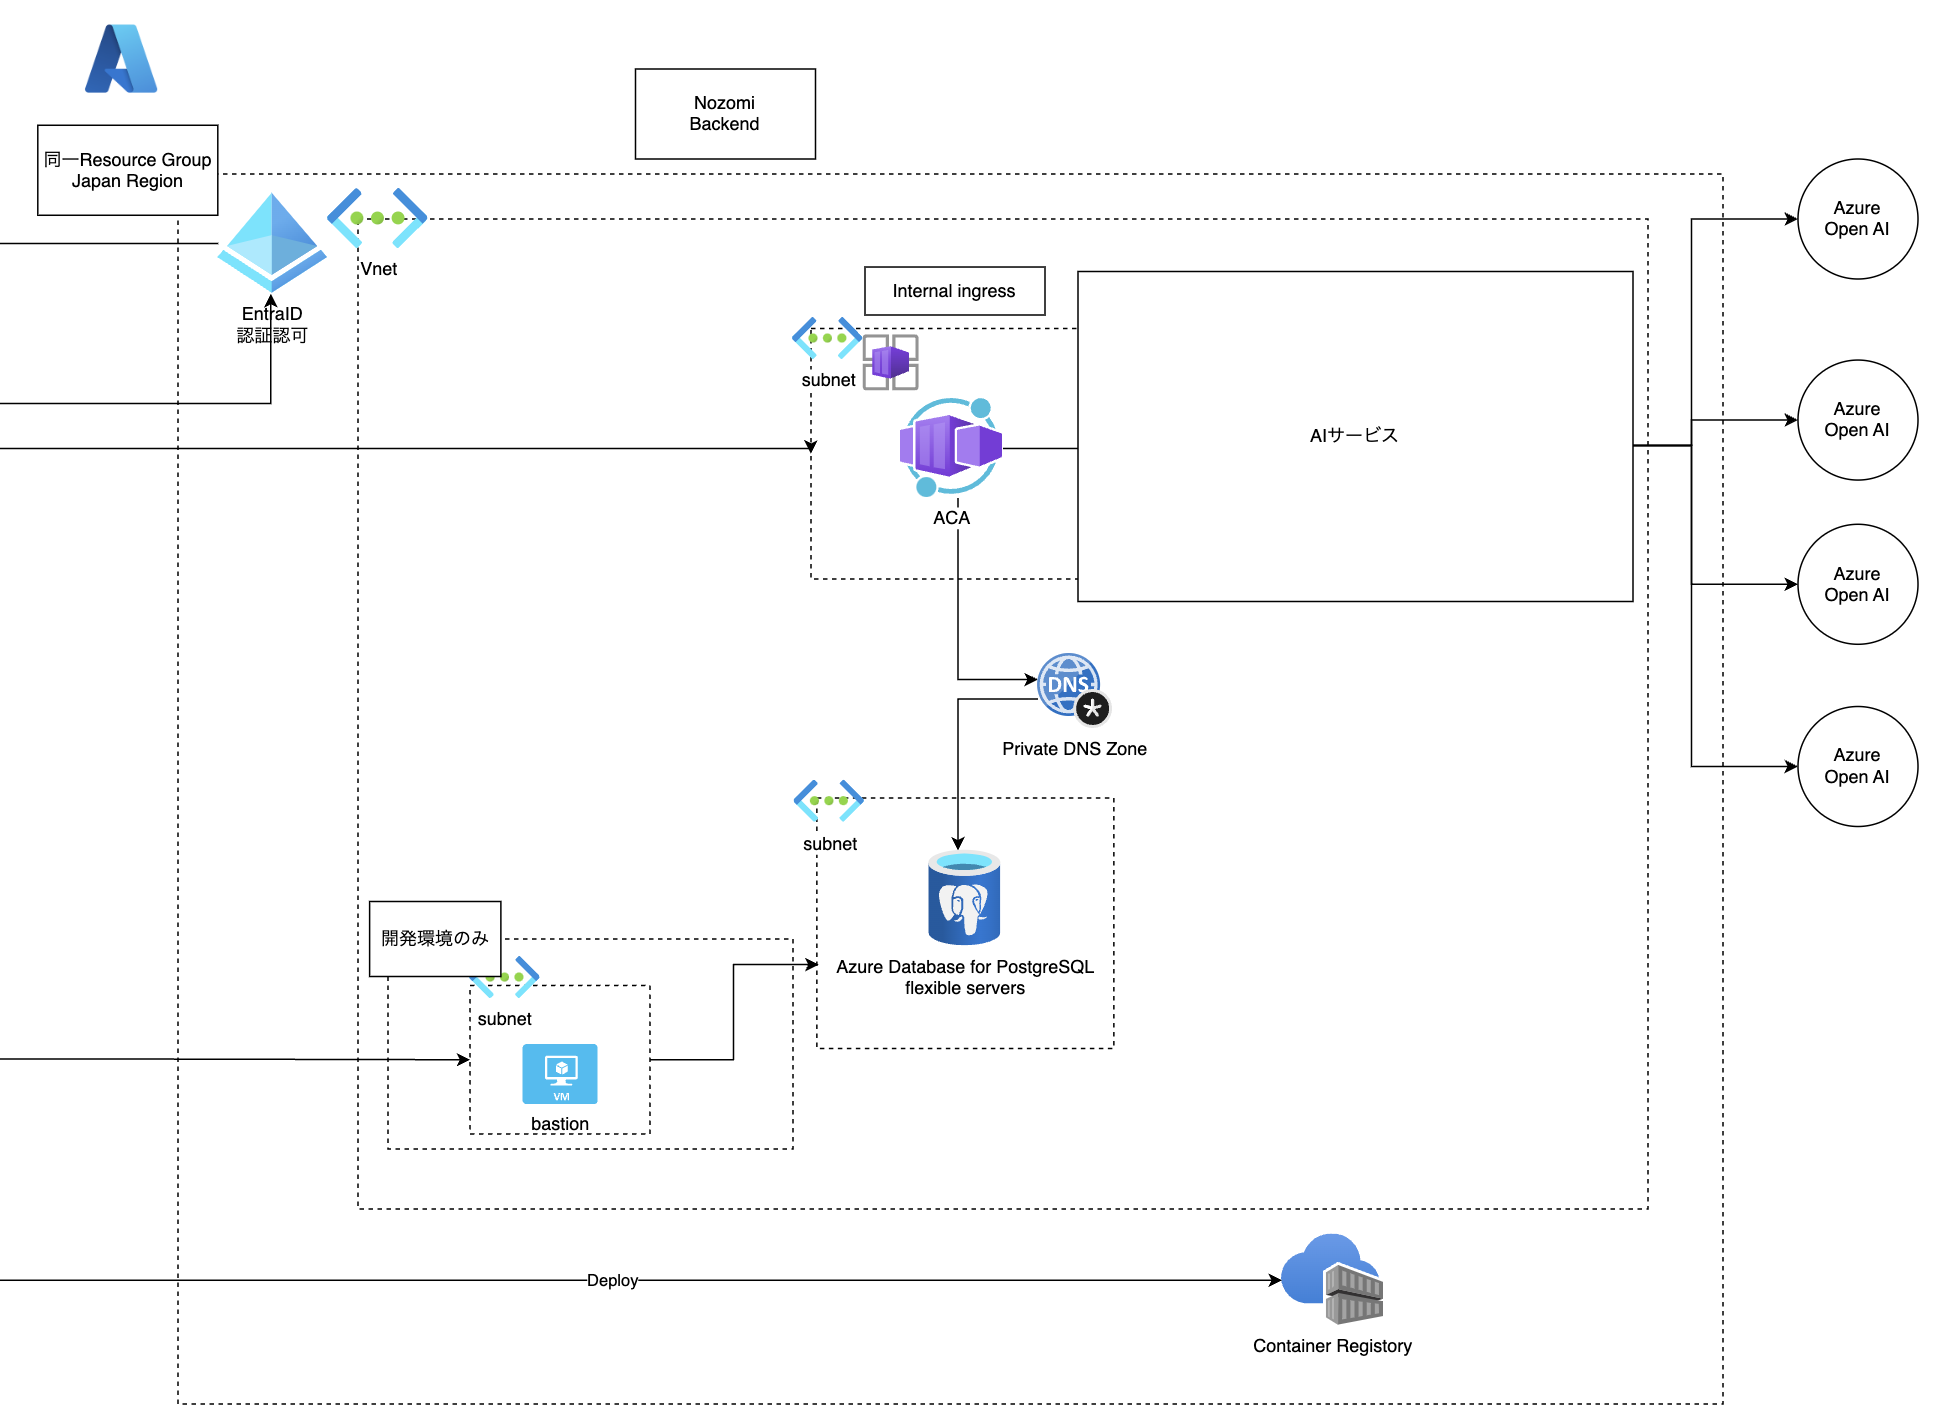 Nozomi
Backend
同一Resource Group
Japan Region
EntraID
認証認可
Vnet
Internal ingress
subnet
ACA
AIサービス
Azure
Open AI
Azure
Open AI
Azure
Open AI
Azure
Open AI
DNS
Private DNS Zone
subnet
Azure Database for PostgreSQL
flexible servers
開発環境のみ
subnet
VM
bastion
Deploy
Container Registory